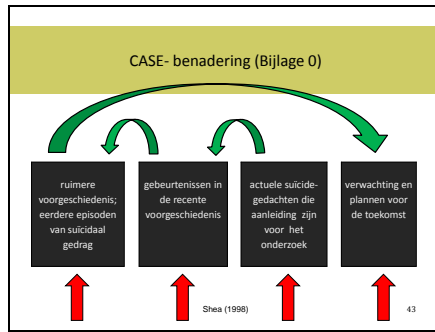 CASE- benadering (Bijlage 0)
ruimere
voorgeschiedenis;
eerdere episoden
van suïcidaal
gedrag
gebeurtenissen in
de recente
voorgeschiedenis
actuele suïcide-
gedachten die
aanleiding zijn
voor het
onderzoek
verwachting en
plannen voor
de toekomst
Shea (1998)
43